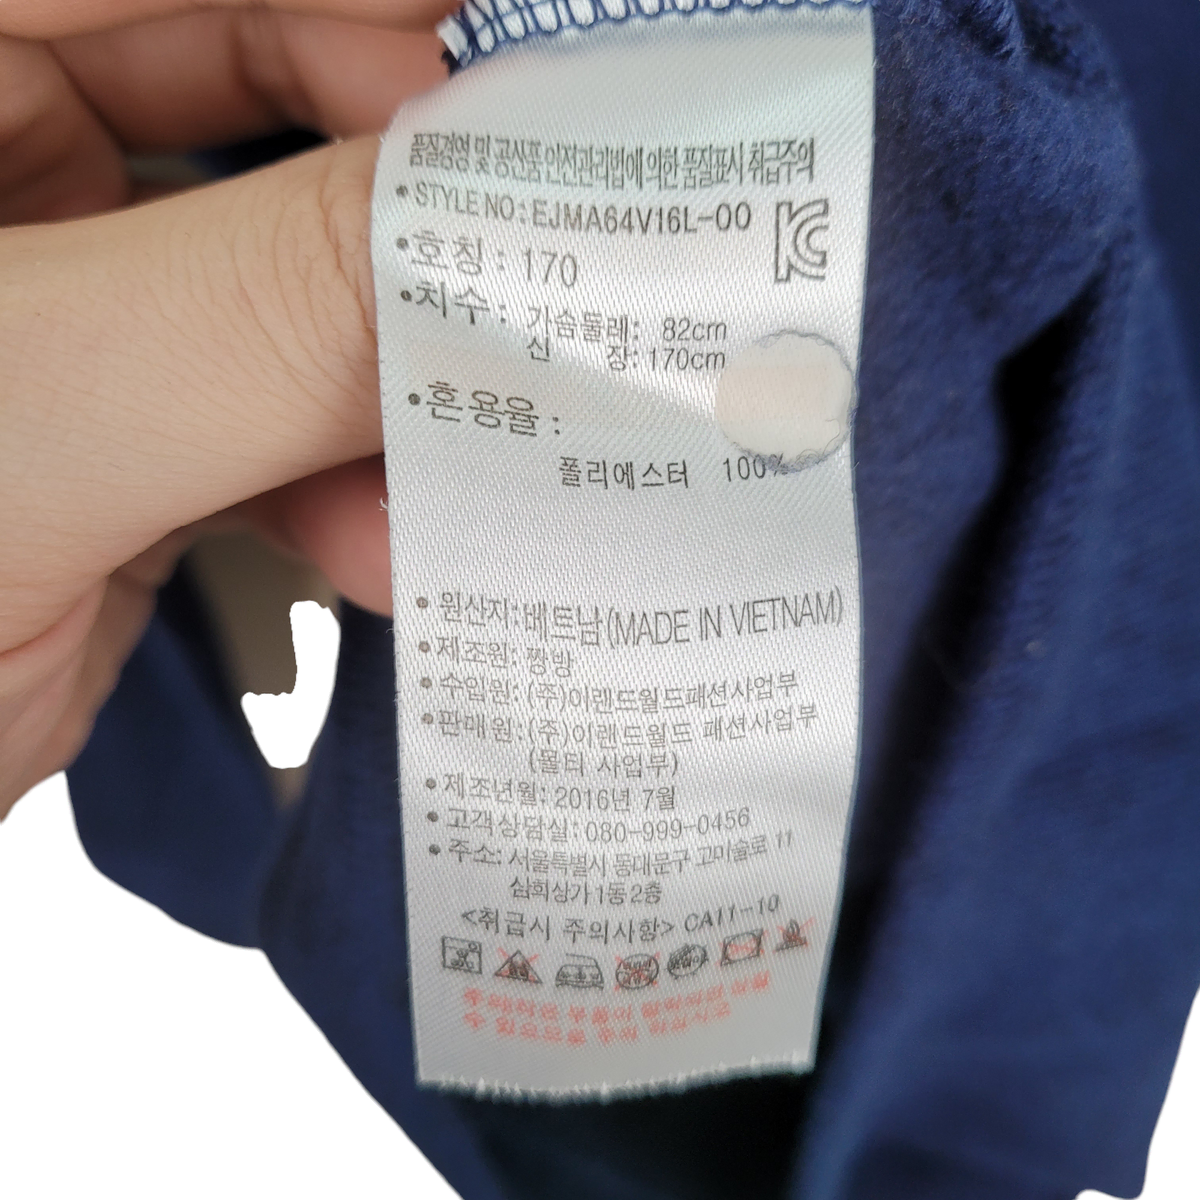 품질경영 및 공산품안전관리법에 의한 품질표시 취급주의
• STYLE NO: EJMA64V16L-00
• 호칭 : 170
• 치수 : 가슴둘레: 82cm
신 장: 170cm
• 혼용율 :
폴리에스터 100%
• 원산지: 베트남(MADE IN VIETNAM)
• 제조원: 짱방
• 수입원: (주)이랜드월드패션사업부
• 판매원: (주)이랜드월드 패션사업부
(몰티 사업부)
• 제조년월: 2016년 7월
• 고객상담실: 080-999-0456
• 주소: 서울특별시 동대문구 고미술로 11
삼희상가 1동 2층
<취급시 주의사항> CA11-10
수 있으므로 주의